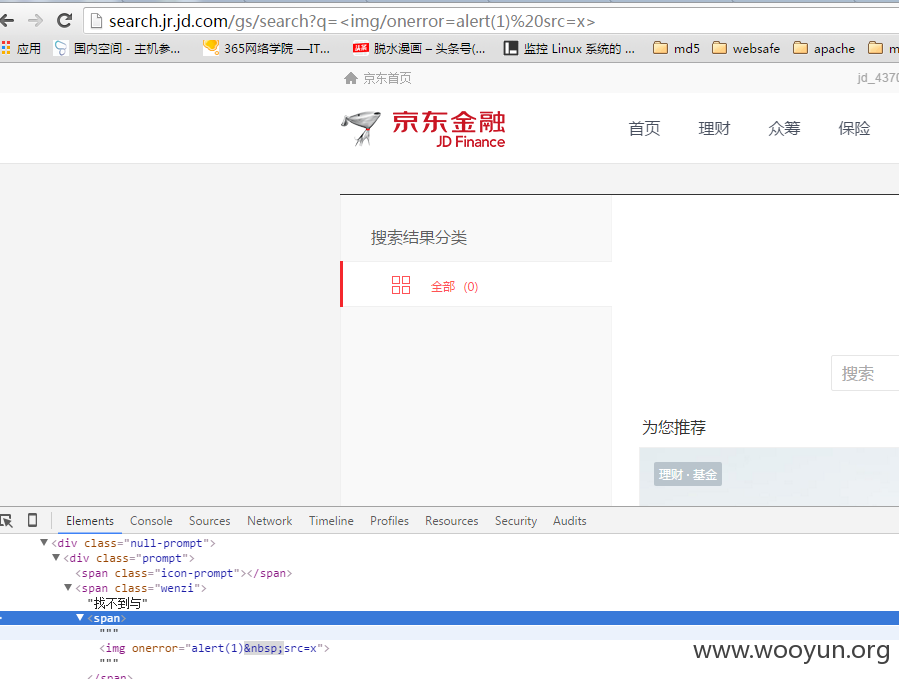 search.jr.jd.com/gs/search?q=<img/onerror=alert(1)%20src=x>
应用 国内空间 - 主机参... 365网络学院 —IT... 头条 脱水漫画 – 头条号(... 监控 Linux 系统的 ... md5 websafe apache
京东首页 jd_4370
京东金融
JD Finance
首页 理财 众筹 保险
搜索结果分类
全部 (0)
搜索
为您推荐
理财 · 基金
Elements Console Sources Network Timeline Profiles Resources Security Audits
▼<div class="null-prompt">
▼<div class="prompt">
<span class="icon-prompt"></span>
▼<span class="wenzi">
"找不到与"
▼<span>
"""
<img onerror="alert(1)&nbsp;src=x">
"""
</span>
www.wooyun.org